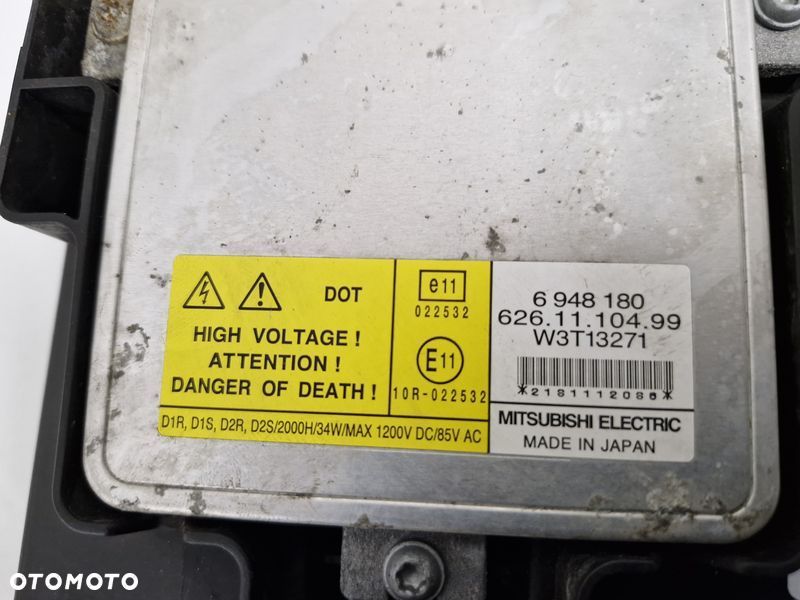 DOT
HIGH VOLTAGE !
ATTENTION !
DANGER OF DEATH !
e11
022532
E11
10R-022532
D1R, D1S, D2R, D2S/2000H/34W/MAX 1200V DC/85V AC
6 948 180
626.11.104.99
W3T13271
*2181112086*
MITSUBISHI ELECTRIC
MADE IN JAPAN
OTOMOTO